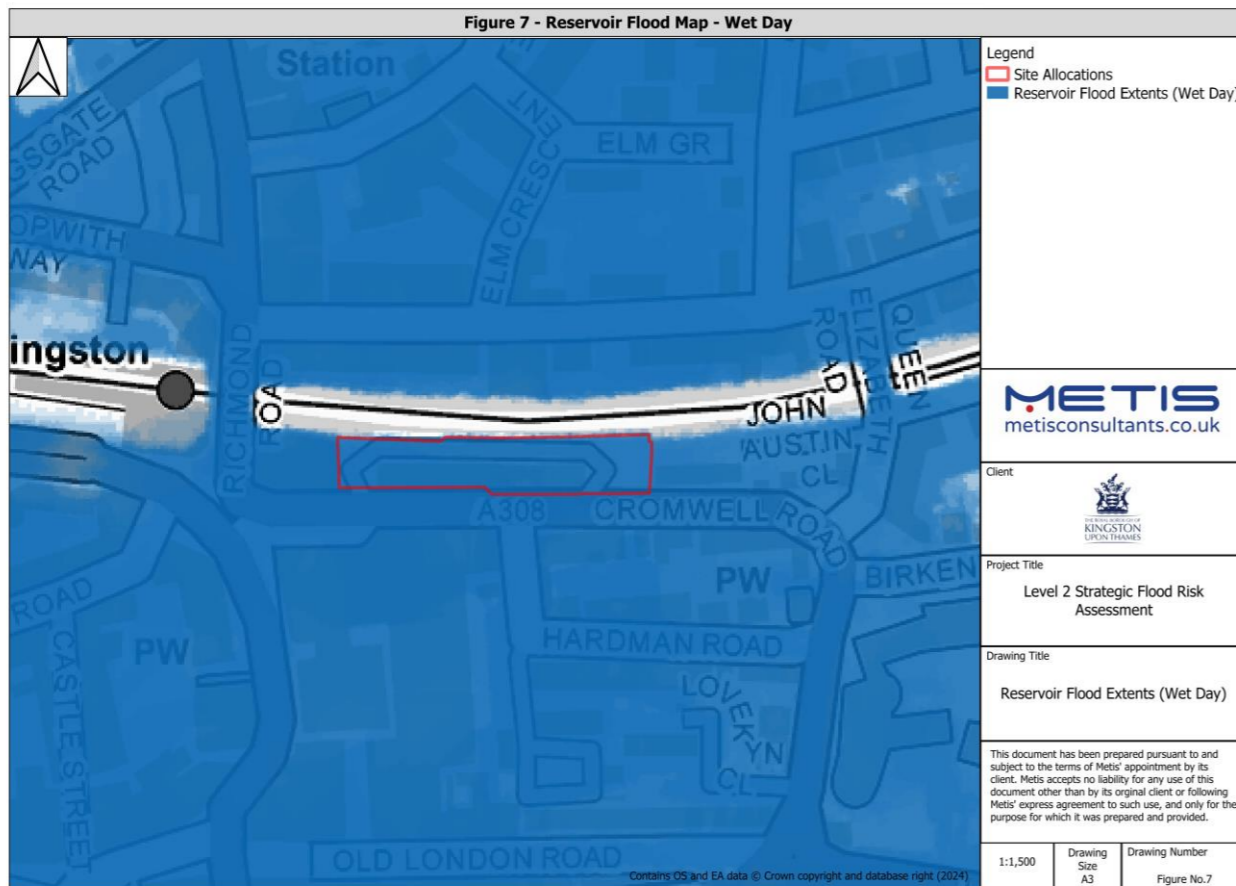 Figure 7 - Reservoir Flood Map - Wet Day
Station
GSGATE
ROAD
OPWITH
WAY
ELM GR
ELM CRESCENT
ingston
RICHMOND
ROAD
ROAD
ELIZABETH
QUEEN
JOHN
AUSTIN
CL
A308 CROMWELL ROAD
PW
BIRKEN
ROAD
CASTLE STREET
PW
HARDMAN ROAD
LOVEKYN
CL
OLD LONDON ROAD
Contains OS and EA data © Crown copyright and database right (2024)
Legend
Site Allocations
Reservoir Flood Extents (Wet Day)
METIS
metisconsultants.co.uk
Client
THE ROYAL BOROUGH OF
KINGSTON
UPON THAMES
Project Title
Level 2 Strategic Flood Risk
Assessment
Drawing Title
Reservoir Flood Extents (Wet Day)
This document has been prepared pursuant to and
subject to the terms of Metis' appointment by its
client. Metis accepts no liability for any use of this
document other than by its orginal client or following
Metis' express agreement to such use, and only for the
purpose for which it was prepared and provided.
1:1,500
Drawing
Size
A3
Drawing Number
Figure No.7